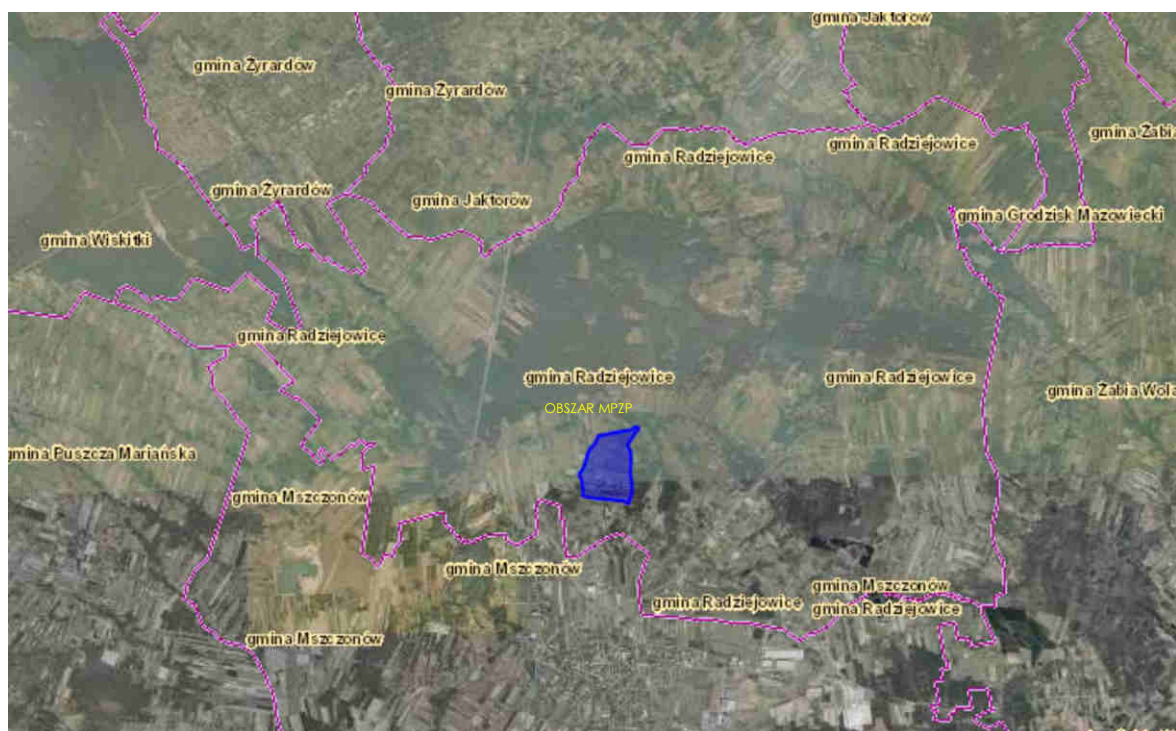 gmina Jaktorów
gmina Żyrardów
gmina Żyrardów
gmina Żabi
gmina Radziejowice
gmina Radziejowice
gmina Żyrardów
gmina Jaktorów
gmina Grodzisk Mazowiecki
gmina Wiskitki
gmina Radziejowice
gmina Radziejowice
gmina Radziejowice
gmina Żabia Wola
OBSZAR MPZP
gmina Puszcza Mariańska
gmina Mszczonów
gmina Mszczonów
gmina Mszczonów
gmina Radziejowice
gmina Radziejowice
gmina Mszczonów